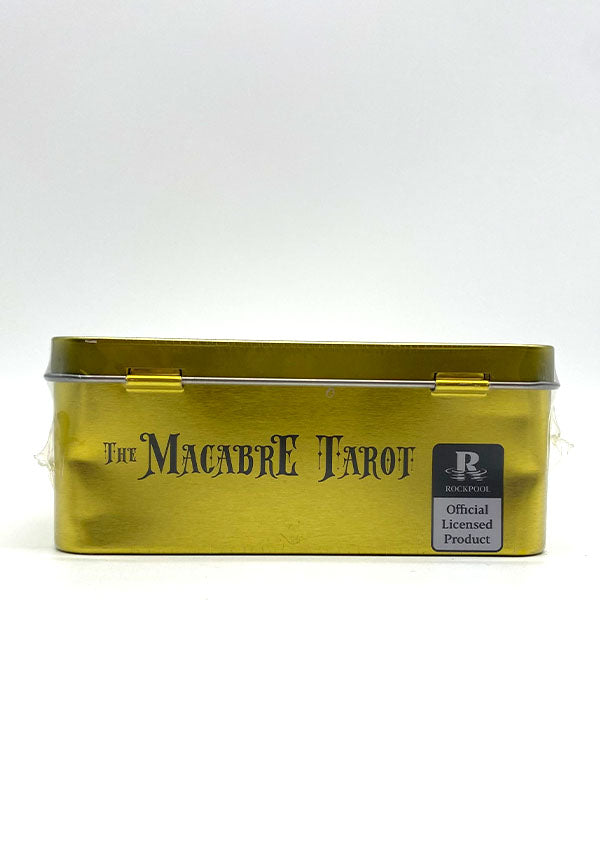 The Macabre Tarot
R
ROCKPOOL
Official
Licensed
Product